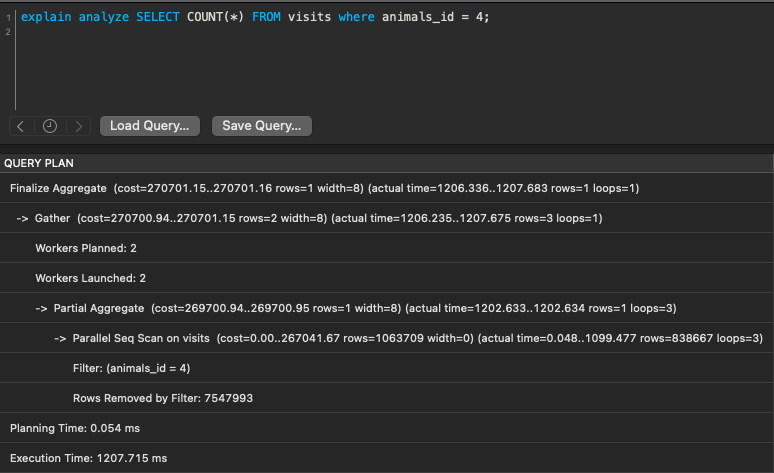 1 explain analyze SELECT COUNT(*) FROM visits where animals_id = 4;
2
Load Query... Save Query...
QUERY PLAN
Finalize Aggregate (cost=270701.15..270701.16 rows=1 width=8) (actual time=1206.336..1207.683 rows=1 loops=1)
-> Gather (cost=270700.94..270701.15 rows=2 width=8) (actual time=1206.235..1207.675 rows=3 loops=1)
Workers Planned: 2
Workers Launched: 2
-> Partial Aggregate (cost=269700.94..269700.95 rows=1 width=8) (actual time=1202.633..1202.634 rows=1 loops=3)
-> Parallel Seq Scan on visits (cost=0.00..267041.67 rows=1063709 width=0) (actual time=0.048..1099.477 rows=838667 loops=3)
Filter: (animals_id = 4)
Rows Removed by Filter: 7547993
Planning Time: 0.054 ms
Execution Time: 1207.715 ms